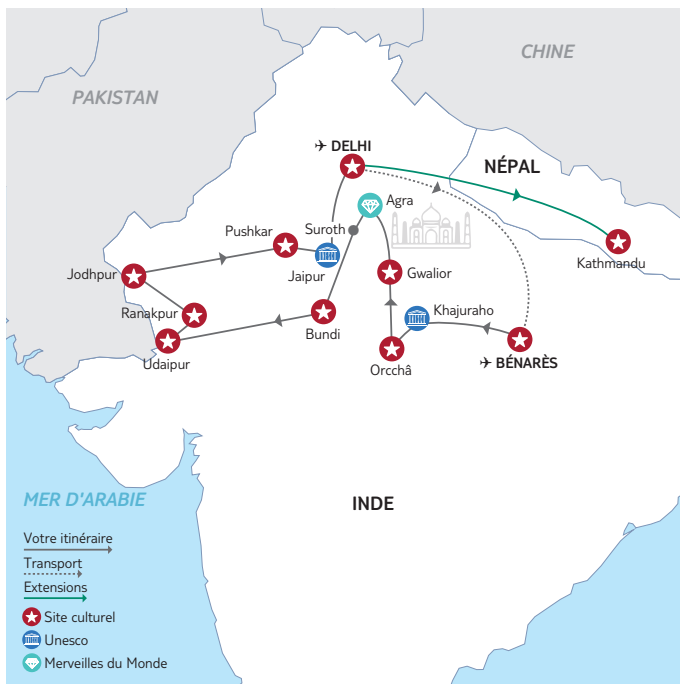 CHINE
PAKISTAN
✈ DELHI
NÉPAL
Agra
Pushkar
Suroth
Kathmandu
Jodhpur
Jaipur
Gwalior
Ranakpur
Khajuraho
Bundi
Udaipur
Orcchâ
✈ BÉNARÈS
MER D'ARABIE
INDE
Votre itinéraire
Transport
Extensions
Site culturel
Unesco
Merveilles du Monde